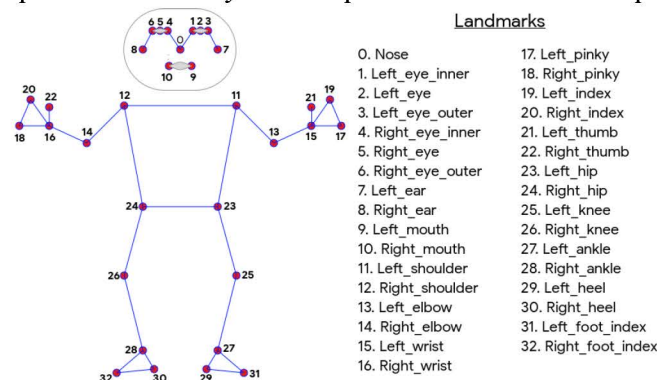 Landmarks
6 5 4 1 2 3
0
8 7
10 9
20 22 12 11 21 19
18 16 14 13 15 17
24 23
26 25
28 27
32 30 29 31
0. Nose
1. Left_eye_inner
2. Left_eye
3. Left_eye_outer
4. Right_eye_inner
5. Right_eye
6. Right_eye_outer
7. Left_ear
8. Right_ear
9. Left_mouth
10. Right_mouth
11. Left_shoulder
12. Right_shoulder
13. Left_elbow
14. Right_elbow
15. Left_wrist
16. Right_wrist
17. Left_pinky
18. Right_pinky
19. Left_index
20. Right_index
21. Left_thumb
22. Right_thumb
23. Left_hip
24. Right_hip
25. Left_knee
26. Right_knee
27. Left_ankle
28. Right_ankle
29. Left_heel
30. Right_heel
31. Left_foot_index
32. Right_foot_index